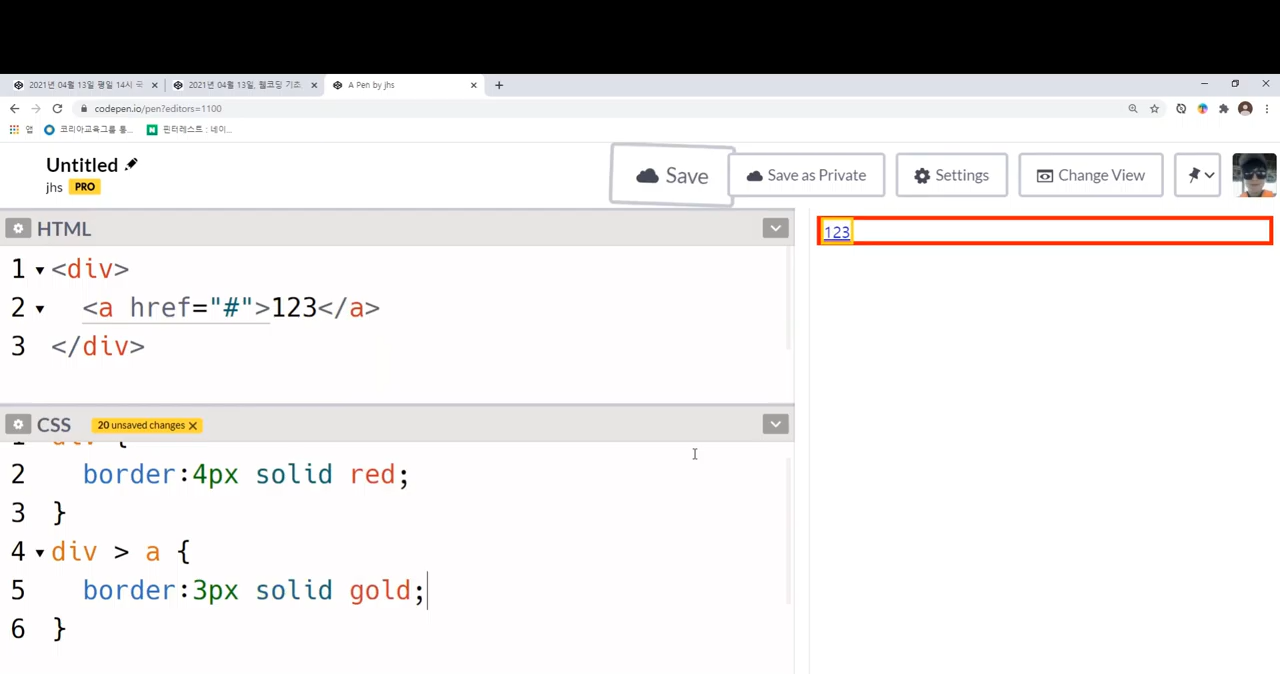 2021년 04월 13일 평일 14시 국
2021년 04월 13일, 웹코딩 기초
A Pen by jhs
codepen.io/pen?editors=1100
앱
코리아교육그룹 통...
핀터레스트 : 네이...
Untitled
jhs PRO
Save
Save as Private
Settings
Change View
HTML
1 <div>
2 <a href="#">123</a>
3 </div>
CSS
20 unsaved changes
2 border:4px solid red;
3 }
4 div > a {
5 border:3px solid gold;
6 }
123